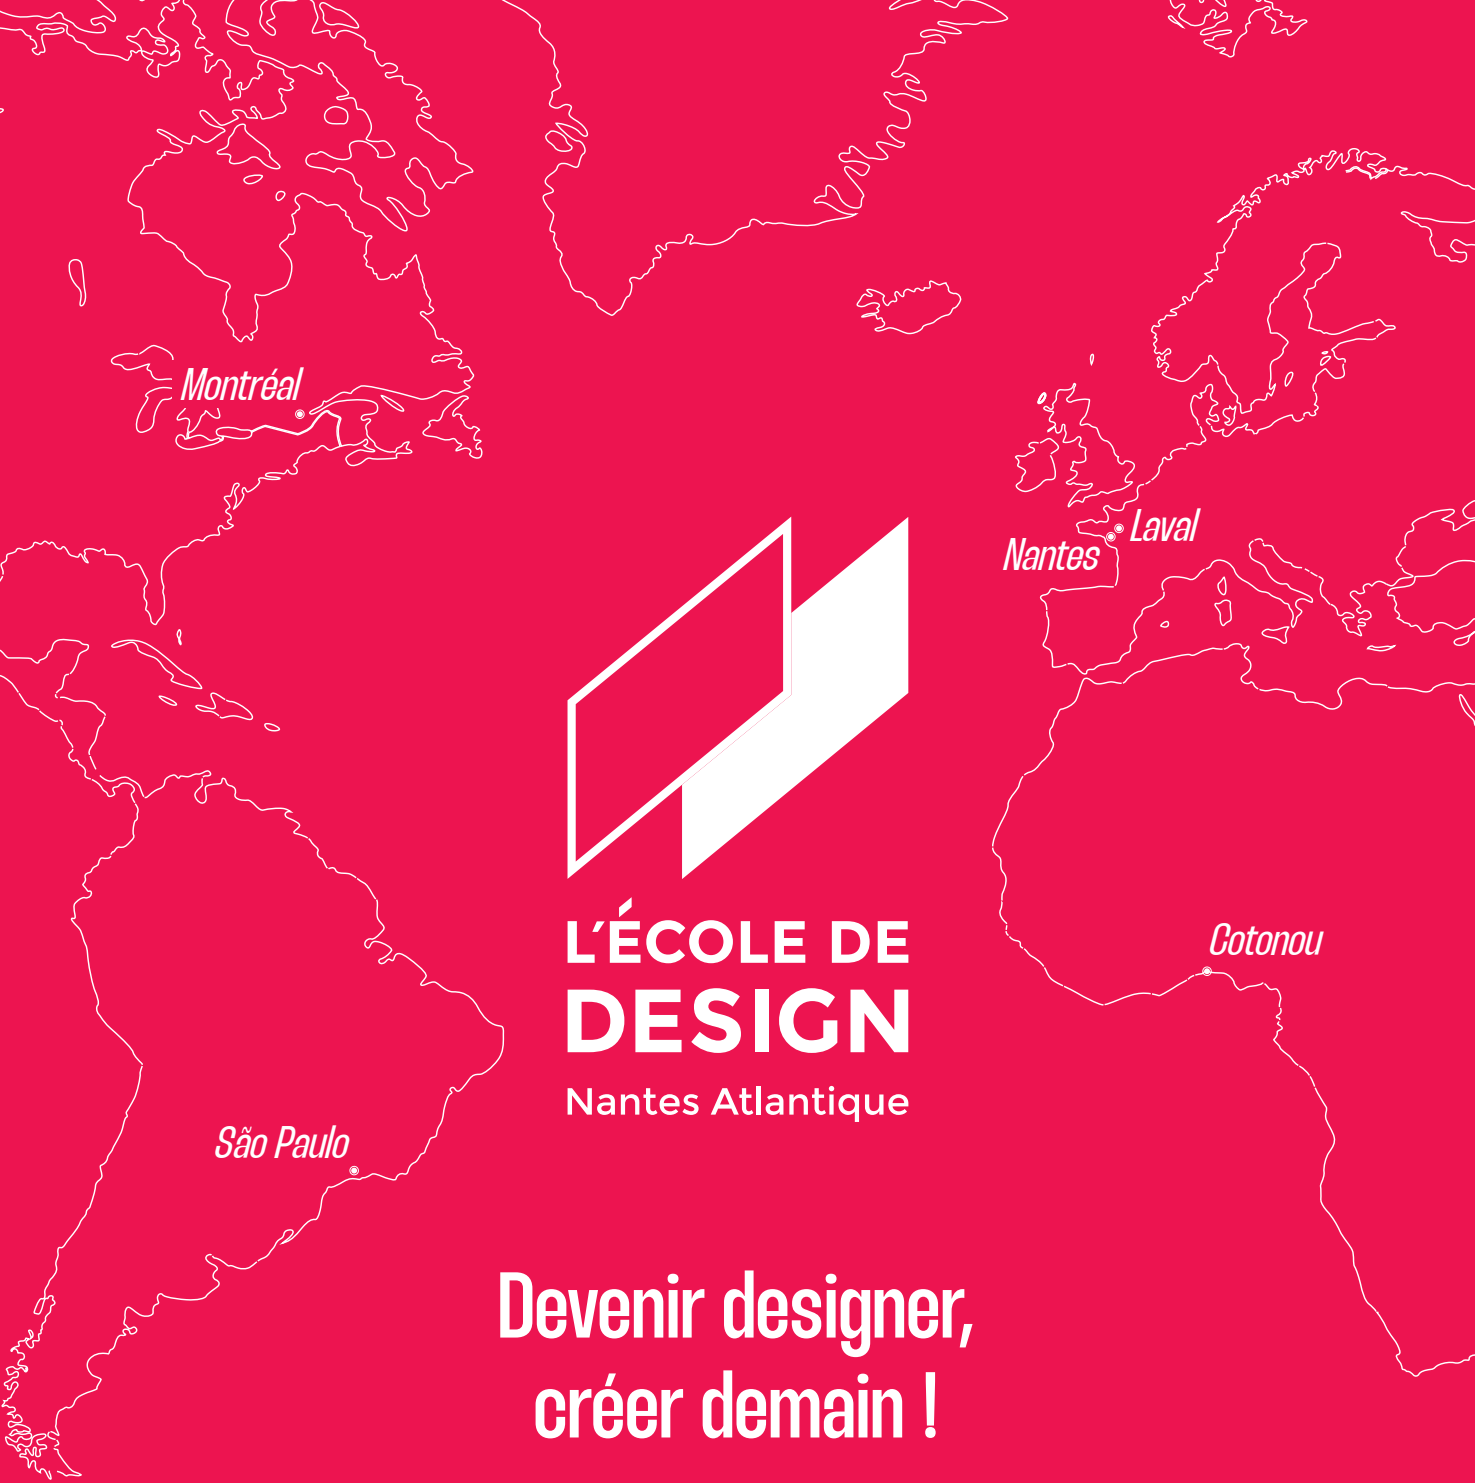 Montréal
Laval
Nantes
L'ÉCOLE DE
DESIGN
Nantes Atlantique
Cotonou
São Paulo
Devenir designer,
créer demain !